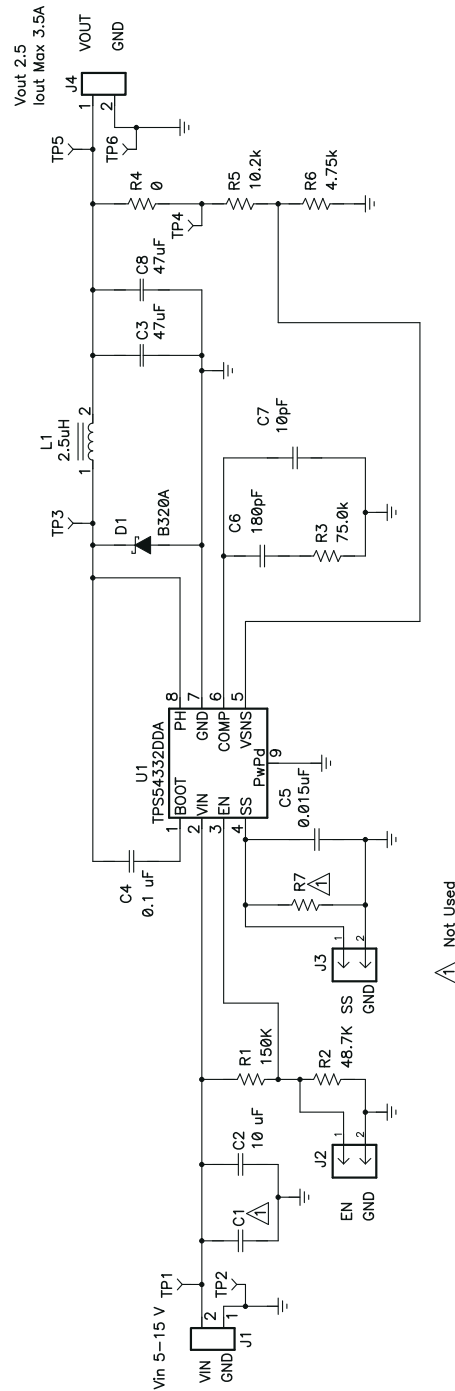 Vin 5-15 V
VIN
GND
2
1
J1
TP1
TP2
C1
1
C2
10 uF
EN
GND
J2
1
2
R1
150K
R2
48.7K
J3
SS
GND
1
2
R7
1
C5
0.015uF
C4
0.1 uF
U1
TPS54332DDA
1
BOOT
2
VIN
3
EN
4
SS
8
PH
7
GND
6
COMP
5
VSNS
PwPd
9
D1
B320A
TP3
L1
2.5uH
1
2
C6
180pF
R3
75.0k
C7
10pF
C3
47uF
C8
47uF
R4
0
TP4
R5
10.2k
R6
4.75k
TP5
TP6
Vout 2.5
Iout Max 3.5A
J4
1
2
VOUT
GND
1 Not Used